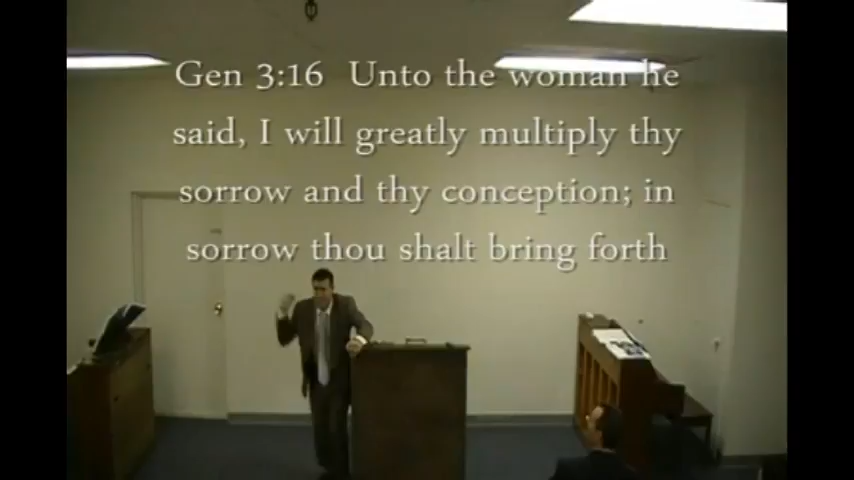 Gen 3:16 Unto the woman he
said, I will greatly multiply thy
sorrow and thy conception; in
sorrow thou shalt bring forth